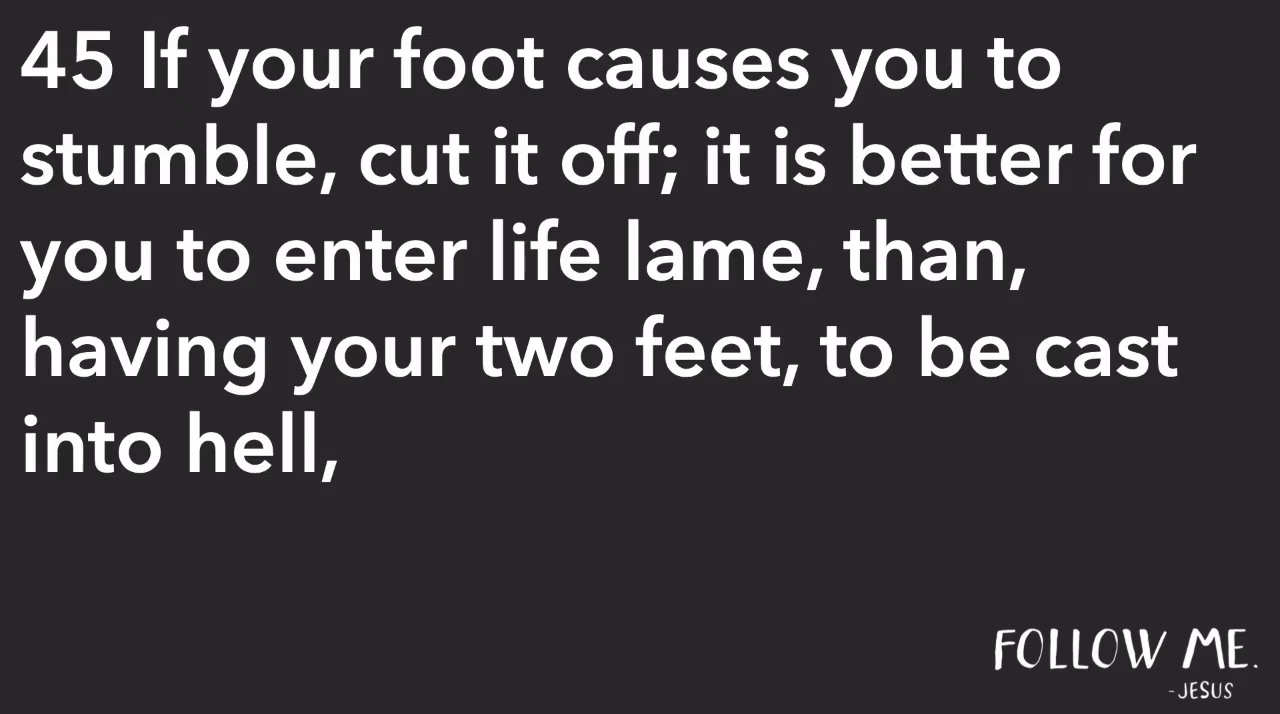 45 If your foot causes you to
stumble, cut it off; it is better for
you to enter life lame, than,
having your two feet, to be cast
into hell,
FOLLOW ME.
-JESUS